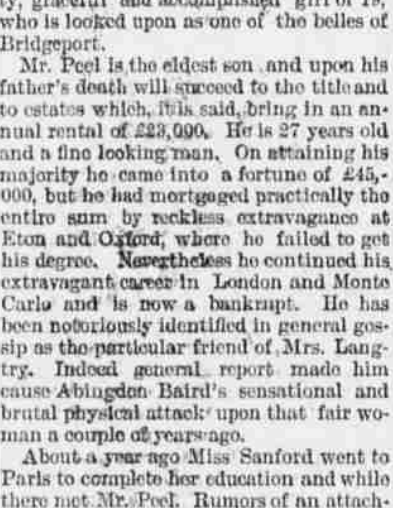 ty, graceful and accomplished girl of 19,
who is looked upon as one of the belles of
Bridgeport.
Mr. Peel is the eldest son and upon his
father's death will succeed to the title and
to estates which, it is said, bring in an an-
nual rental of £23,000. He is 27 years old
and a fine looking man. On attaining his
majority he came into a fortune of £45,-
000, but he had mortgaged practically the
entire sum by reckless extravagance at
Eton and Oxford, where he failed to get
his degree. Nevertheless he continued his
extravagant career in London and Monte
Carlo and is now a bankrupt. He has
been notoriously identified in general gos-
sip as the particular friend of Mrs. Lang-
try. Indeed general report made him
cause Abingdon Baird's sensational and
brutal physical attack upon that fair wo-
man a couple of years ago.
About a year ago Miss Sanford went to
Paris to complete her education and while
there met Mr. Peel. Rumors of an attach-